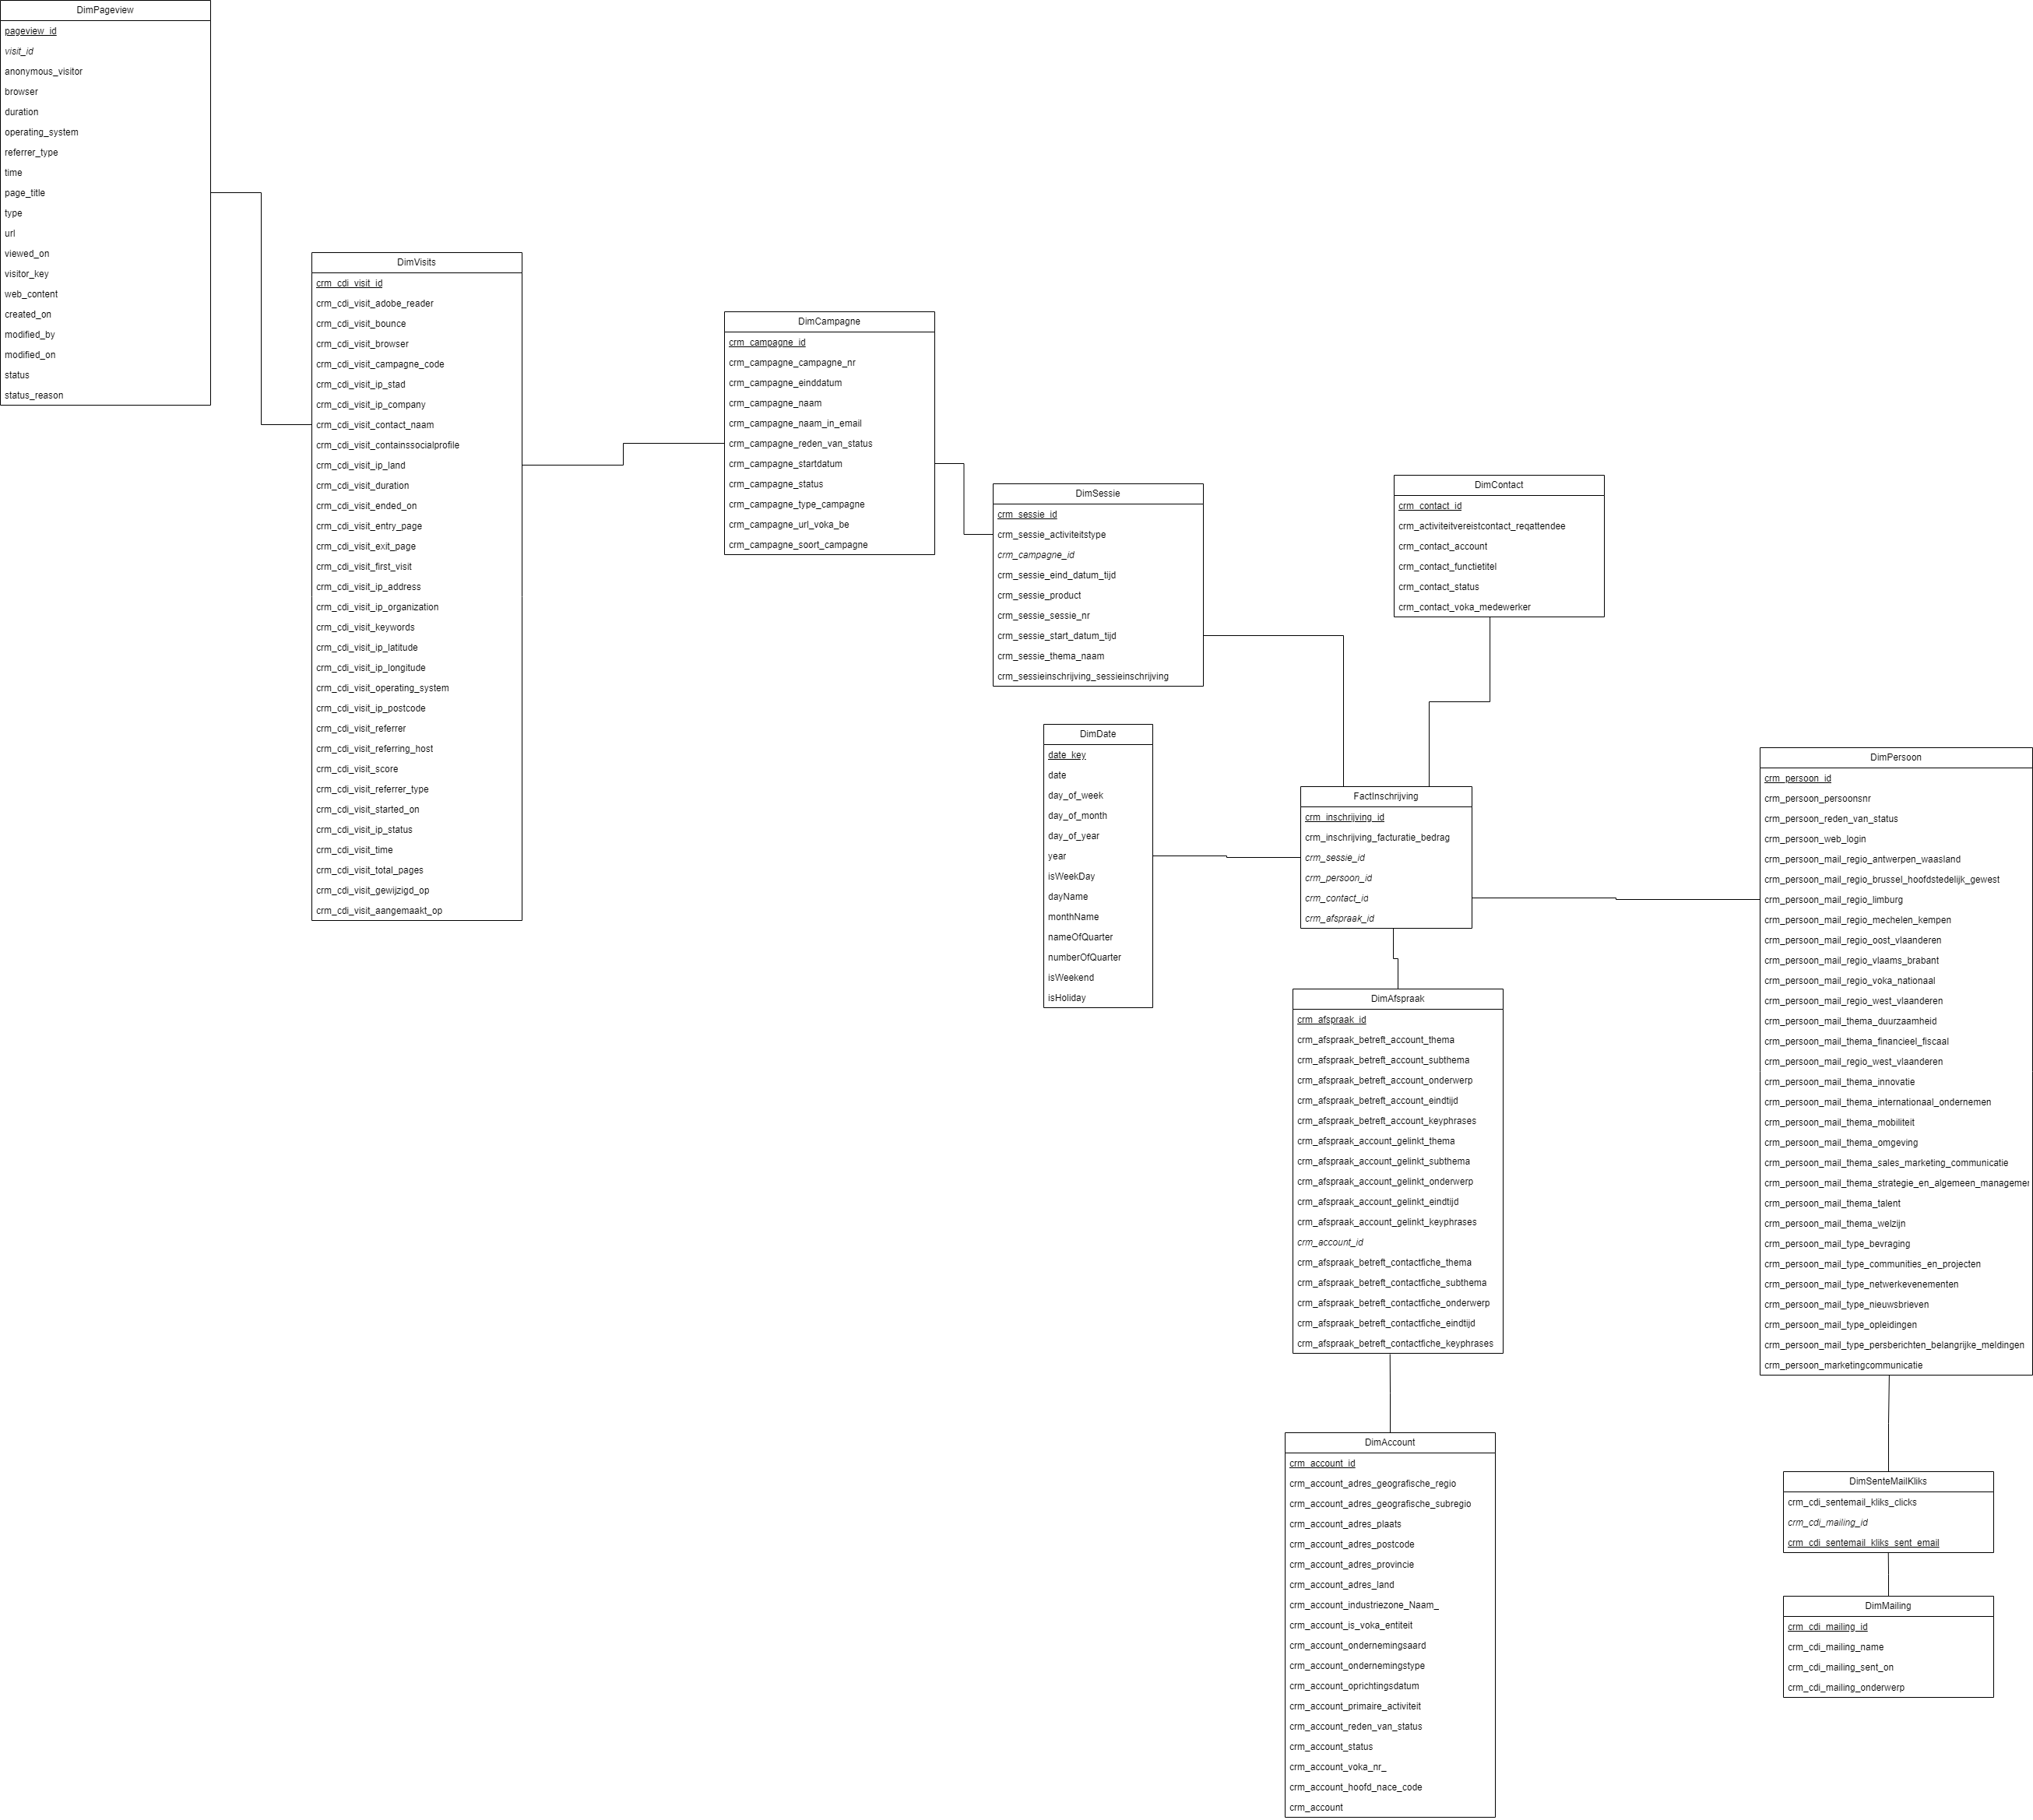 DimPageview
pageview_id
visit_id
anonymous_visitor
browser
duration
operating_system
referrer_type
time
page_title
type
url
viewed_on
visitor_key
web_content
created_on
modified_by
modified_on
status
status_reason
DimVisits
crm_cdi_visit_id
crm_cdi_visit_adobe_reader
crm_cdi_visit_bounce
crm_cdi_visit_browser
crm_cdi_visit_campagne_code
crm_cdi_visit_ip_stad
crm_cdi_visit_ip_company
crm_cdi_visit_contact_naam
crm_cdi_visit_containssocialprofile
crm_cdi_visit_ip_land
crm_cdi_visit_duration
crm_cdi_visit_ended_on
crm_cdi_visit_entry_page
crm_cdi_visit_exit_page
crm_cdi_visit_first_visit
crm_cdi_visit_ip_address
crm_cdi_visit_ip_organization
crm_cdi_visit_keywords
crm_cdi_visit_ip_latitude
crm_cdi_visit_ip_longitude
crm_cdi_visit_operating_system
crm_cdi_visit_ip_postcode
crm_cdi_visit_referrer
crm_cdi_visit_referring_host
crm_cdi_visit_score
crm_cdi_visit_referrer_type
crm_cdi_visit_started_on
crm_cdi_visit_ip_status
crm_cdi_visit_time
crm_cdi_visit_total_pages
crm_cdi_visit_gewijzigd_op
crm_cdi_visit_aangemaakt_op
DimCampagne
crm_campagne_id
crm_campagne_campagne_nr
crm_campagne_einddatum
crm_campagne_naam
crm_campagne_naam_in_email
crm_campagne_reden_van_status
crm_campagne_startdatum
crm_campagne_status
crm_campagne_type_campagne
crm_campagne_url_voka_be
crm_campagne_soort_campagne
DimSessie
crm_sessie_id
crm_sessie_activiteitstype
crm_campagne_id
crm_sessie_eind_datum_tijd
crm_sessie_product
crm_sessie_sessie_nr
crm_sessie_start_datum_tijd
crm_sessie_thema_naam
crm_sessieinschrijving_sessieinschrijving
DimContact
crm_contact_id
crm_activiteitvereistcontact_reqattendee
crm_contact_account
crm_contact_functietitel
crm_contact_status
crm_contact_voka_medewerker
DimDate
date_key
date
day_of_week
day_of_month
day_of_year
year
isWeekDay
dayName
monthName
nameOfQuarter
numberOfQuarter
isWeekend
isHoliday
FactInschrijving
crm_inschrijving_id
crm_inschrijving_facturatie_bedrag
crm_sessie_id
crm_persoon_id
crm_contact_id
crm_afspraak_id
DimPersoon
crm_persoon_id
crm_persoon_persoonsnr
crm_persoon_reden_van_status
crm_persoon_web_login
crm_persoon_mail_regio_antwerpen_waasland
crm_persoon_mail_regio_brussel_hoofdstedelijk_gewest
crm_persoon_mail_regio_limburg
crm_persoon_mail_regio_mechelen_kempen
crm_persoon_mail_regio_oost_vlaanderen
crm_persoon_mail_regio_vlaams_brabant
crm_persoon_mail_regio_voka_nationaal
crm_persoon_mail_regio_west_vlaanderen
crm_persoon_mail_thema_duurzaamheid
crm_persoon_mail_thema_financieel_fiscaal
crm_persoon_mail_regio_west_vlaanderen
crm_persoon_mail_thema_innovatie
crm_persoon_mail_thema_internationaal_ondernemen
crm_persoon_mail_thema_mobiliteit
crm_persoon_mail_thema_omgeving
crm_persoon_mail_thema_sales_marketing_communicatie
crm_persoon_mail_thema_strategie_en_algemeen_managemen
crm_persoon_mail_thema_talent
crm_persoon_mail_thema_welzijn
crm_persoon_mail_type_bevraging
crm_persoon_mail_type_communities_en_projecten
crm_persoon_mail_type_netwerkevenementen
crm_persoon_mail_type_nieuwsbrieven
crm_persoon_mail_type_opleidingen
crm_persoon_mail_type_persberichten_belangrijke_meldingen
crm_persoon_marketingcommunicatie
DimAfspraak
crm_afspraak_id
crm_afspraak_betreft_account_thema
crm_afspraak_betreft_account_subthema
crm_afspraak_betreft_account_onderwerp
crm_afspraak_betreft_account_eindtijd
crm_afspraak_betreft_account_keyphrases
crm_afspraak_account_gelinkt_thema
crm_afspraak_account_gelinkt_subthema
crm_afspraak_account_gelinkt_onderwerp
crm_afspraak_account_gelinkt_eindtijd
crm_afspraak_account_gelinkt_keyphrases
crm_account_id
crm_afspraak_betreft_contactfiche_thema
crm_afspraak_betreft_contactfiche_subthema
crm_afspraak_betreft_contactfiche_onderwerp
crm_afspraak_betreft_contactfiche_eindtijd
crm_afspraak_betreft_contactfiche_keyphrases
DimAccount
crm_account_id
crm_account_adres_geografische_regio
crm_account_adres_geografische_subregio
crm_account_adres_plaats
crm_account_adres_postcode
crm_account_adres_provincie
crm_account_adres_land
crm_account_industriezone_Naam_
crm_account_is_voka_entiteit
crm_account_ondernemingsaard
crm_account_ondernemingstype
crm_account_oprichtingsdatum
crm_account_primaire_activiteit
crm_account_reden_van_status
crm_account_status
crm_account_voka_nr_
crm_account_hoofd_nace_code
crm_account
DimSenteMailKliks
crm_cdi_sentemail_kliks_clicks
crm_cdi_mailing_id
crm_cdi_sentemail_kliks_sent_email
DimMailing
crm_cdi_mailing_id
crm_cdi_mailing_name
crm_cdi_mailing_sent_on
crm_cdi_mailing_onderwerp